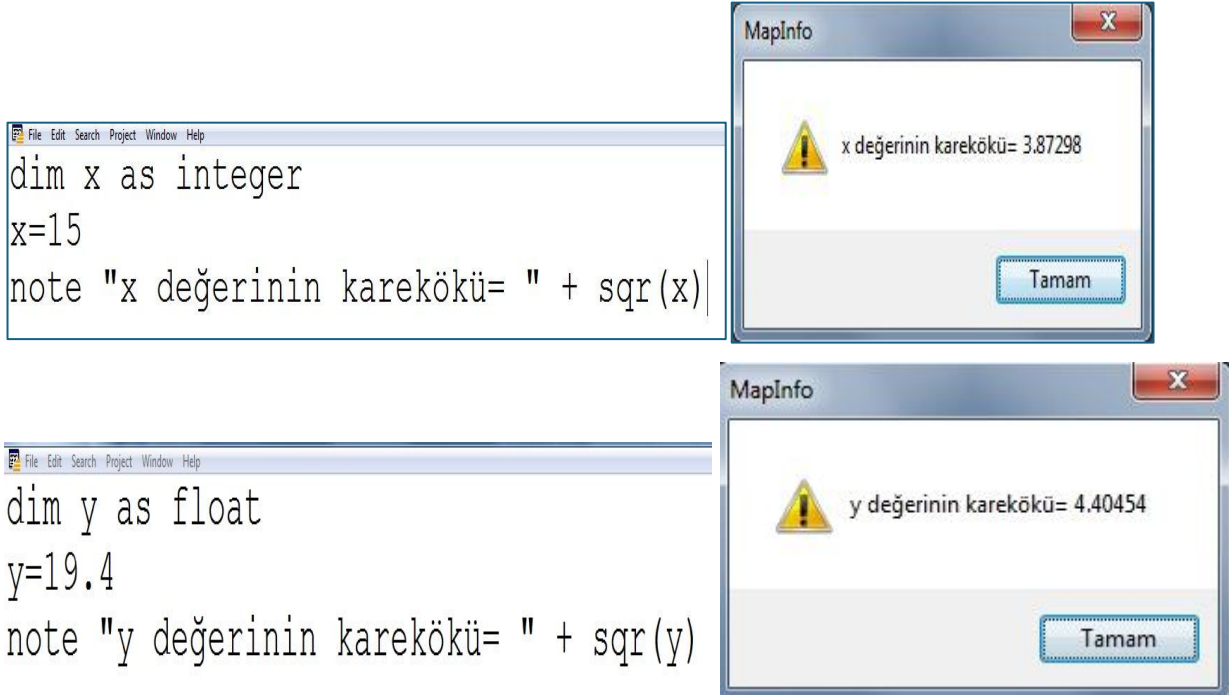 MapInfo
X
File Edit Search Project Window Help
dim x as integer
x=15
note "x değerinin karekökü= " + sqr(x)
x değerinin karekökü= 3.87298
Tamam
MapInfo
X
File Edit Search Project Window Help
dim y as float
y=19.4
note "y değerinin karekökü= " + sqr(y)
y değerinin karekökü= 4.40454
Tamam